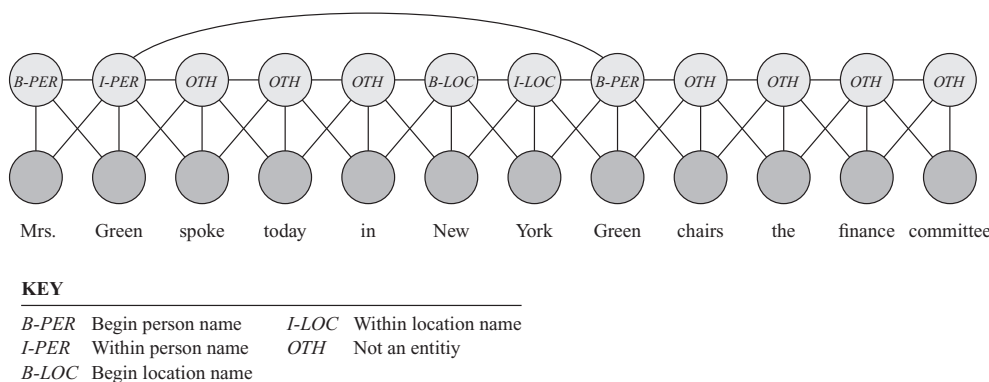 B-PER I-PER OTH OTH OTH B-LOC I-LOC B-PER OTH OTH OTH OTH
Mrs. Green spoke today in New York Green chairs the finance committee
KEY
B-PER Begin person name I-LOC Within location name
I-PER Within person name OTH Not an entitiy
B-LOC Begin location name